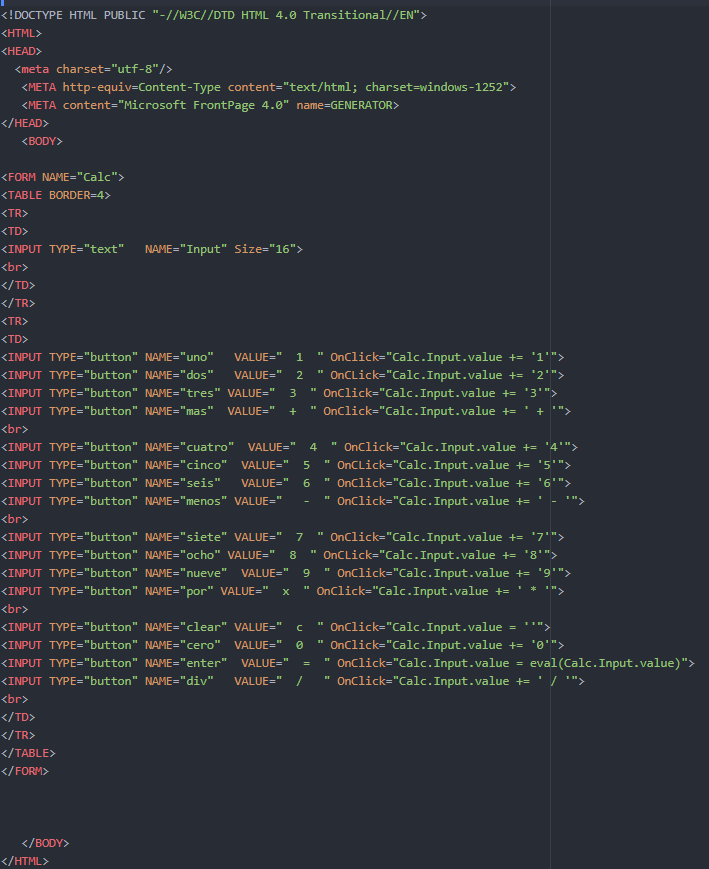 <!DOCTYPE HTML PUBLIC "-//W3C//DTD HTML 4.0 Transitional//EN">
<HTML>
<HEAD>
  <meta charset="utf-8"/>
   <META http-equiv=Content-Type content="text/html; charset=windows-1252">
   <META content="Microsoft FrontPage 4.0" name=GENERATOR>
</HEAD>
   <BODY>

<FORM NAME="Calc">
<TABLE BORDER=4>
<TR>
<TD>
<INPUT TYPE="text"   NAME="Input" Size="16">
<br>
</TD>
</TR>
<TR>
<TD>
<INPUT TYPE="button" NAME="uno"   VALUE="  1  " OnClick="Calc.Input.value += '1'">
<INPUT TYPE="button" NAME="dos"   VALUE="  2  " OnCLick="Calc.Input.value += '2'">
<INPUT TYPE="button" NAME="tres" VALUE="  3  " OnClick="Calc.Input.value += '3'">
<INPUT TYPE="button" NAME="mas"  VALUE="  +  " OnClick="Calc.Input.value += ' + '">
<br>
<INPUT TYPE="button" NAME="cuatro"  VALUE="  4  " OnClick="Calc.Input.value += '4'">
<INPUT TYPE="button" NAME="cinco"  VALUE="  5  " OnCLick="Calc.Input.value += '5'">
<INPUT TYPE="button" NAME="seis"   VALUE="  6  " OnClick="Calc.Input.value += '6'">
<INPUT TYPE="button" NAME="menos" VALUE="   -  " OnClick="Calc.Input.value += ' - '">
<br>
<INPUT TYPE="button" NAME="siete" VALUE="  7  " OnClick="Calc.Input.value += '7'">
<INPUT TYPE="button" NAME="ocho" VALUE="  8  " OnCLick="Calc.Input.value += '8'">
<INPUT TYPE="button" NAME="nueve"  VALUE="  9  " OnClick="Calc.Input.value += '9'">
<INPUT TYPE="button" NAME="por" VALUE="  x  " OnClick="Calc.Input.value += ' * '">
<br>
<INPUT TYPE="button" NAME="clear" VALUE="  c  " OnClick="Calc.Input.value = ''">
<INPUT TYPE="button" NAME="cero"  VALUE="  0  " OnClick="Calc.Input.value += '0'">
<INPUT TYPE="button" NAME="enter"  VALUE="  =  " OnClick="Calc.Input.value = eval(Calc.Input.value)">
<INPUT TYPE="button" NAME="div"   VALUE="  /   " OnClick="Calc.Input.value += ' / '">
<br>
</TD>
</TR>
</TABLE>
</FORM>

   </BODY>
</HTML>